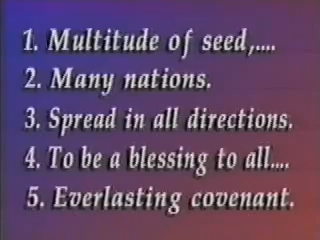 1. Multitude of seed,....
2. Many nations.
3. Spread in all directions.
4. To be a blessing to all....
5. Everlasting covenant.